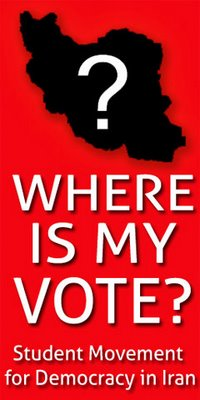 ?
WHERE
IS MY
VOTE?
Student Movement
for Democracy in Iran